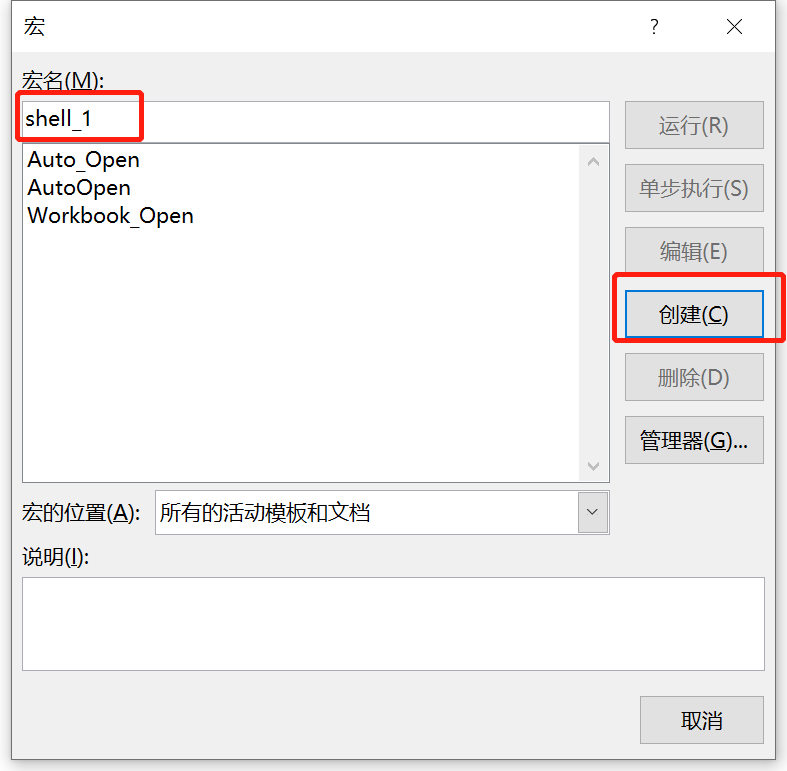 宏
?
宏名(M):
shell_1
运行(R)
Auto_Open
AutoOpen
Workbook_Open
单步执行(S)
编辑(E)
创建(C)
删除(D)
管理器(G)...
宏的位置(A):
所有的活动模板和文档
说明(I):
取消